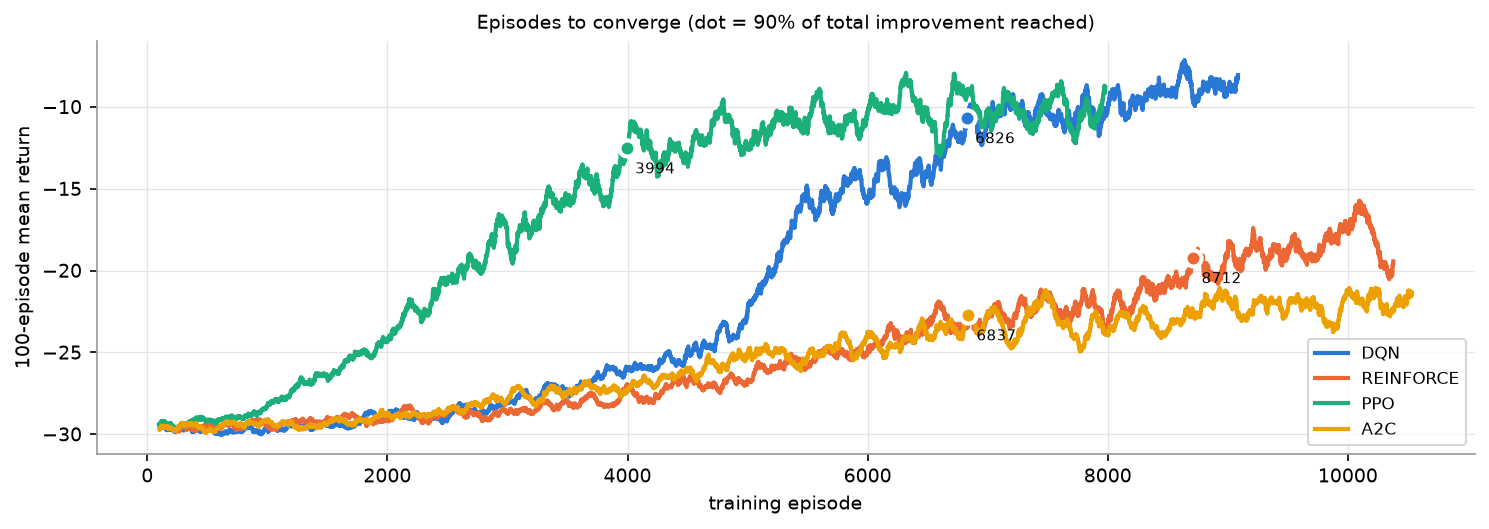 Episodes to converge (dot = 90% of total improvement reached)
100-episode mean return
−10
−15
−20
−25
−30
3994
6826
8712
6837
DQN
REINFORCE
PPO
A2C
0 2000 4000 6000 8000 10000
training episode